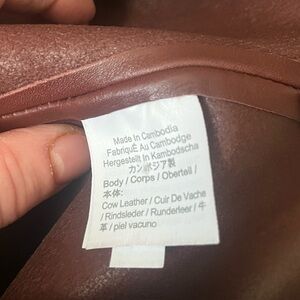 Made In Cambodia
FabriquÉ Au Cambodge
Hergestellt In Kambodscha
カンボジア製
Body / Corps / Oberteil /
本体:
Cow Leather / Cuir De Vache
/ Rindsleder / Runderleer / 牛
革 / piel vacuno